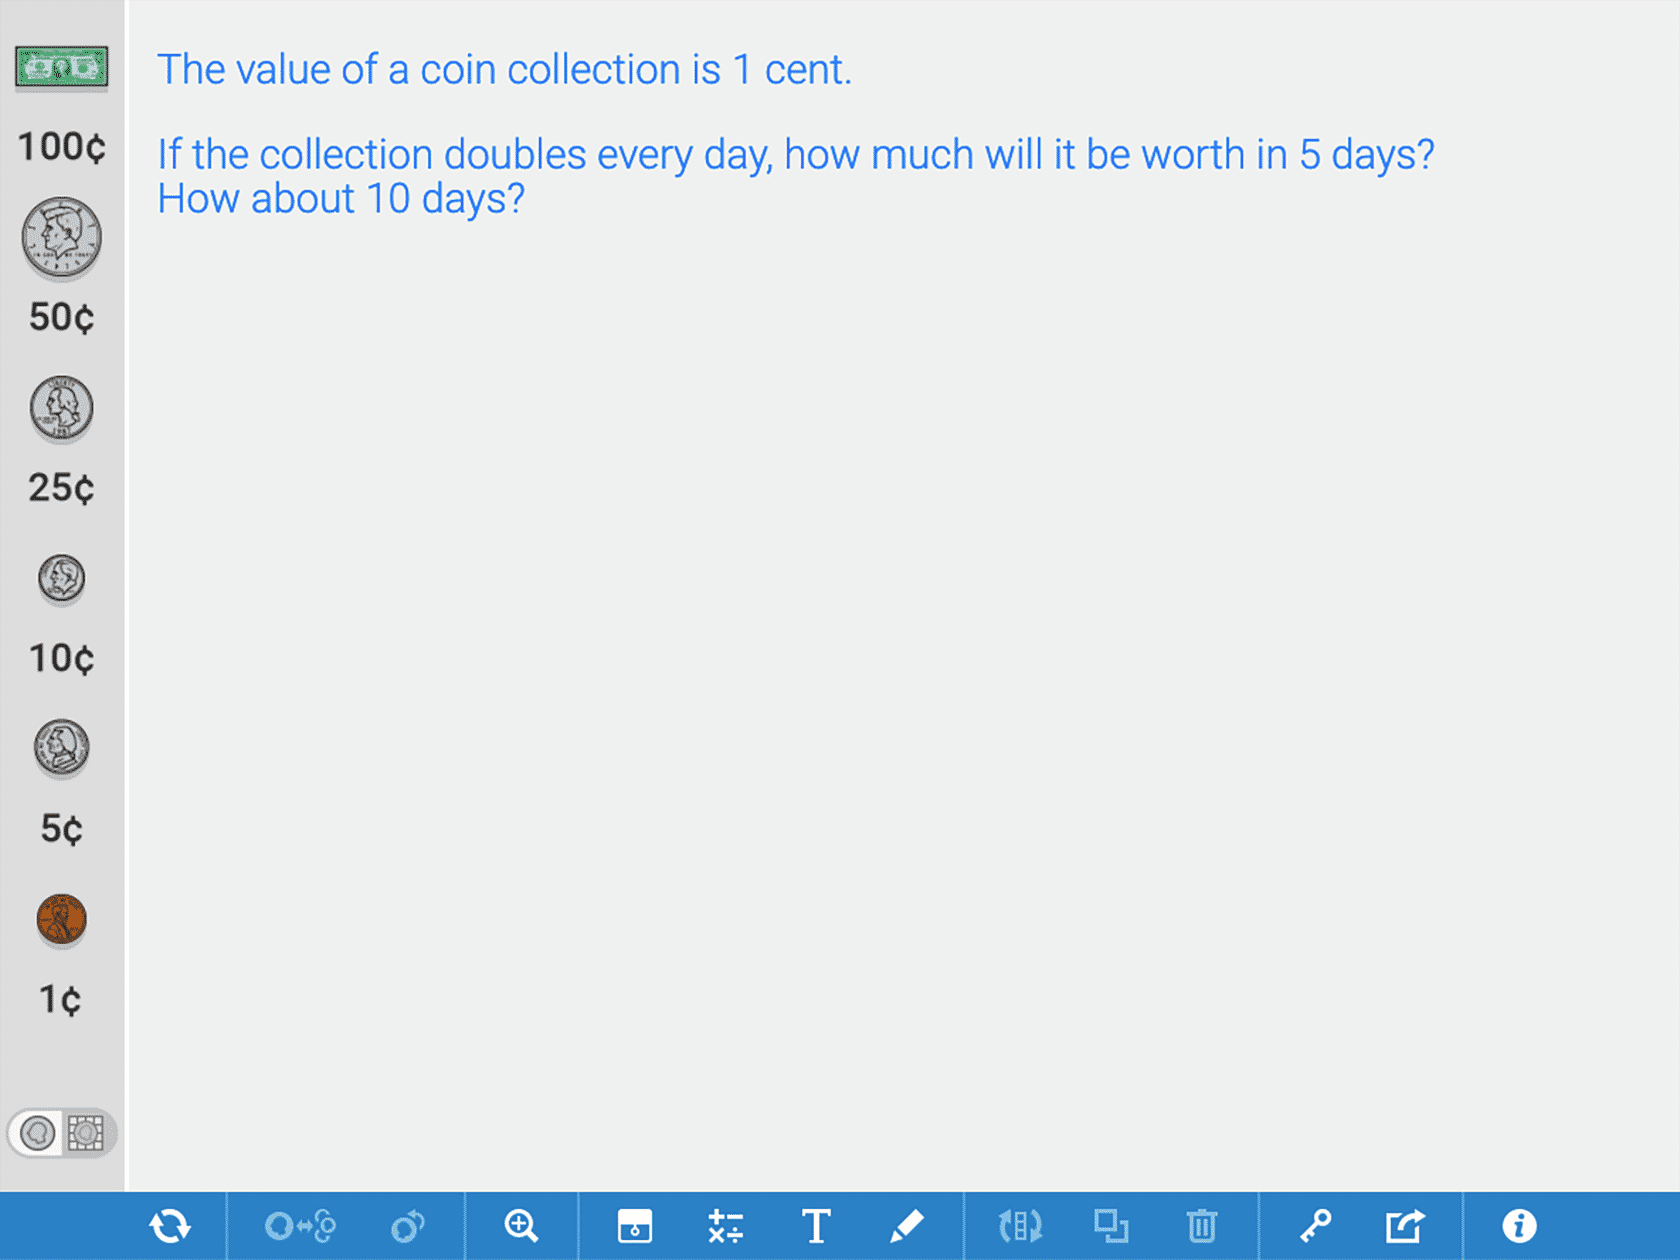 The value of a coin collection is 1 cent.
If the collection doubles every day, how much will it be worth in 5 days?
How about 10 days?
100¢
50¢
25¢
10¢
5¢
1¢
T